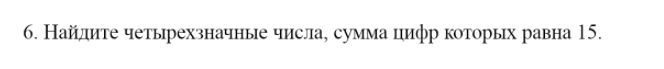 6. Найдите четырехзначные числа, сумма цифр которых равна 15.